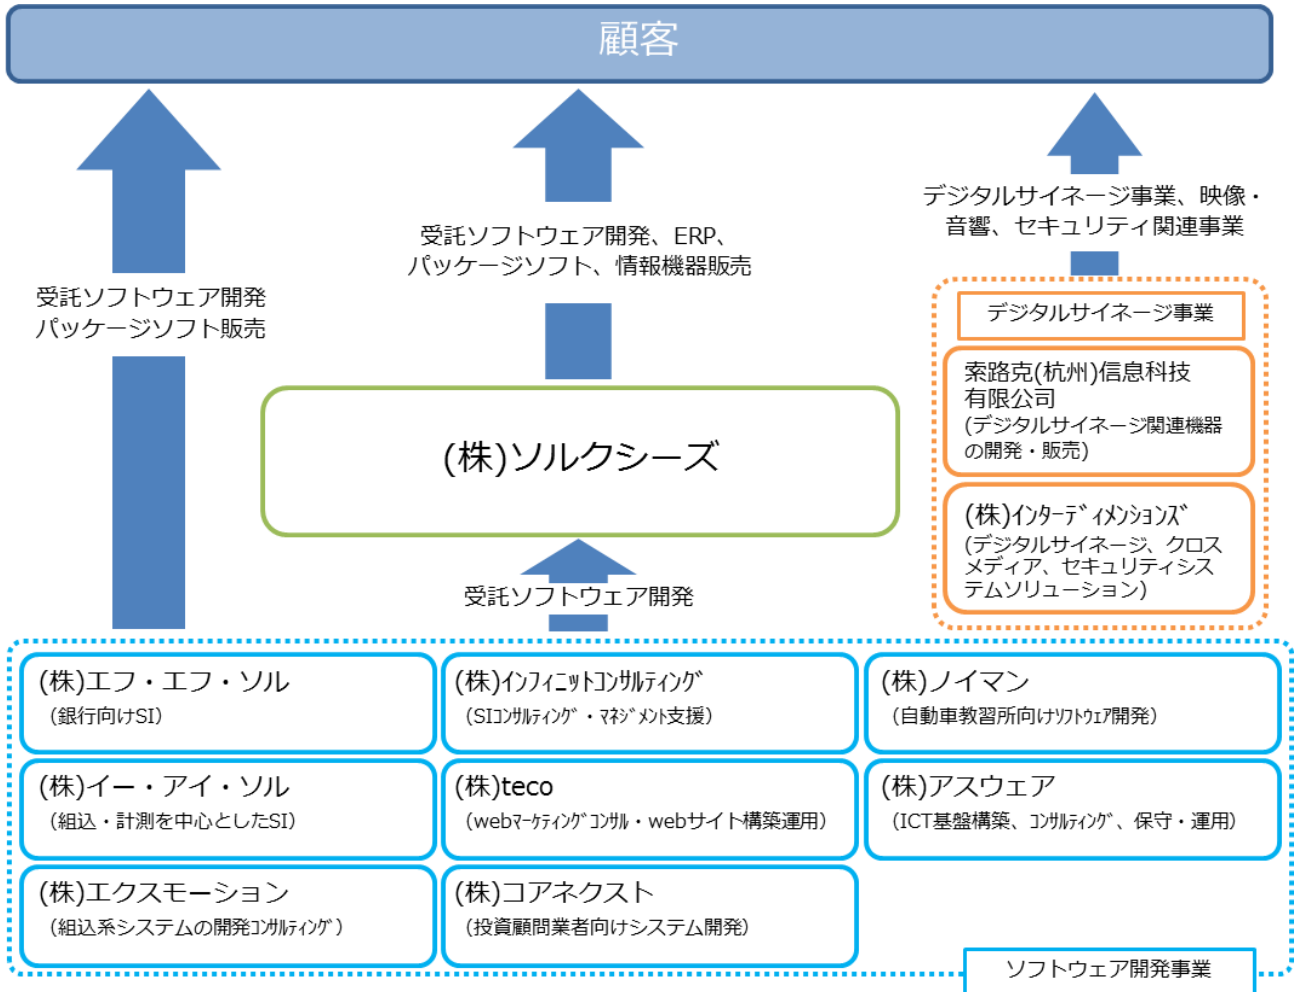 顧客
受託ソフトウェア開発
パッケージソフト販売
受託ソフトウェア開発、ERP、
パッケージソフト、情報機器販売
デジタルサイネージ事業、映像・
音響、セキュリティ関連事業
デジタルサイネージ事業
索路克(杭州)信息科技
有限公司
(デジタルサイネージ関連機器
の開発・販売)
(株)ｲﾝﾀｰﾃﾞｨﾒﾝｼｮﾝｽﾞ
(デジタルサイネージ、クロス
メディア、セキュリティシス
テムソリューション)
(株)ソルクシーズ
受託ソフトウェア開発
(株)エフ・エフ・ソル
(銀行向けSI)
(株)ｲﾝﾌｨﾆｯﾄｺﾝｻﾙﾃｨﾝｸﾞ
(SIｺﾝｻﾙﾃｨﾝｸﾞ・ﾏﾈｼﾞﾒﾝﾄ支援)
(株)ノイマン
(自動車教習所向けｿﾌﾄｳｪｱ開発)
(株)イー・アイ・ソル
(組込・計測を中心としたSI)
(株)teco
(webﾏｰｹﾃｨﾝｸﾞｺﾝｻﾙ・webサイト構築運用)
(株)アスウェア
(ICT基盤構築、ｺﾝｻﾙﾃｨﾝｸﾞ、保守・運用)
(株)エクスモーション
(組込系システムの開発ｺﾝｻﾙﾃｨﾝｸﾞ)
(株)コアネクスト
(投資顧問業者向けシステム開発)
ソフトウェア開発事業